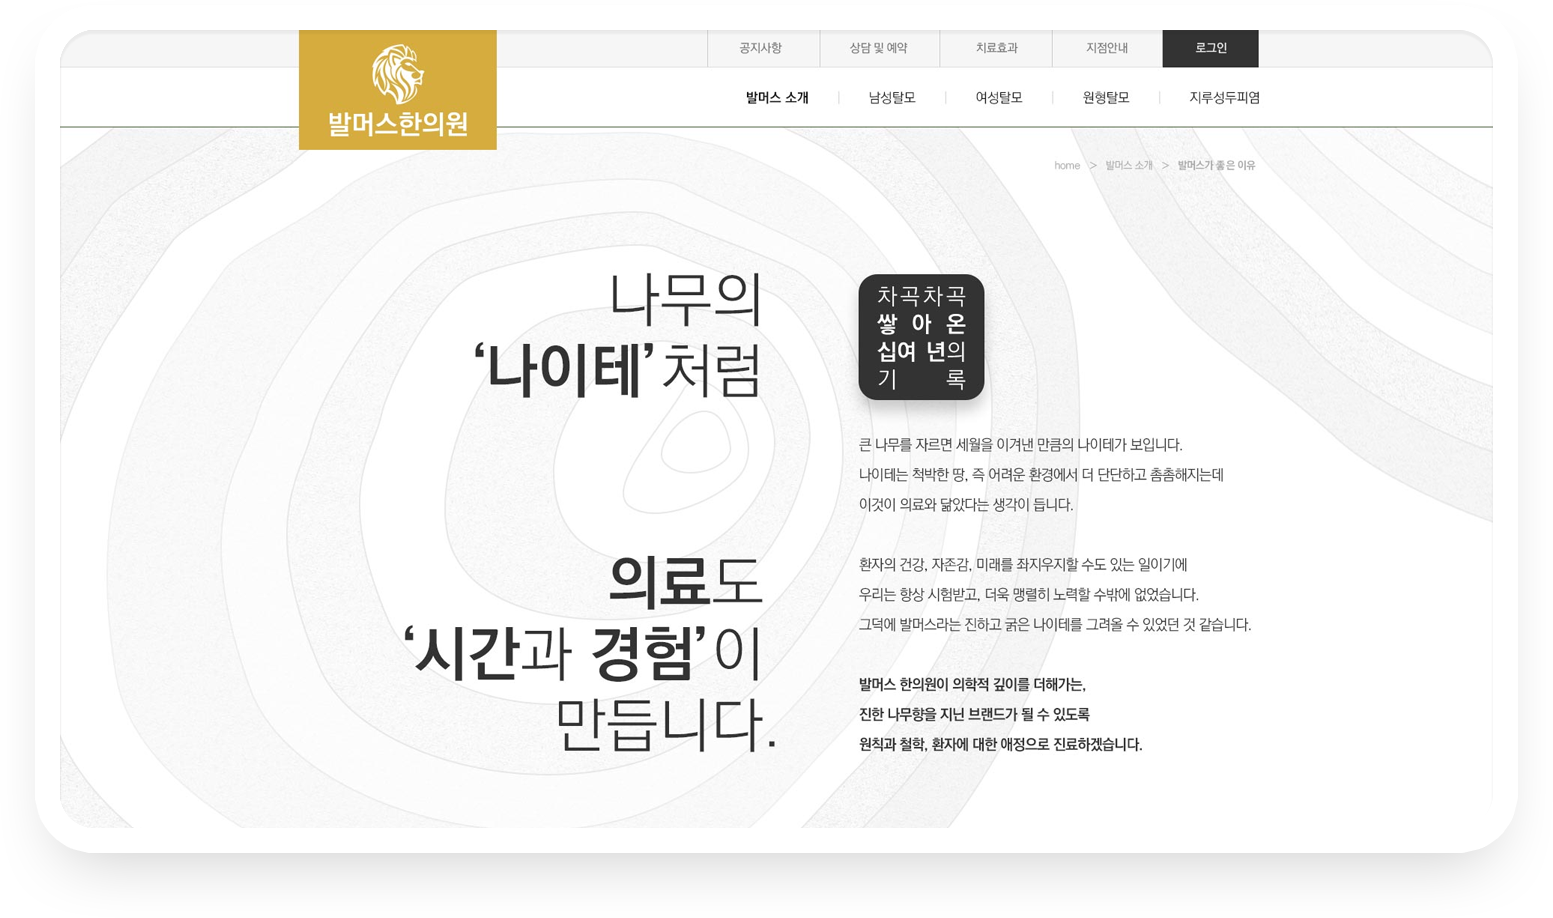 공지사항
상담 및 예약
치료효과
지점안내
로그인
발머스한의원
발머스 소개
남성탈모
여성탈모
원형탈모
지루성두피염
home > 발머스 소개 > 발머스가 좋은 이유
나무의
‘나이테’처럼
의료도
‘시간과 경험’이
만듭니다.
차곡차곡
쌓아온
십여 년의
기록
큰 나무를 자르면 세월을 이겨낸 만큼의 나이테가 보입니다.
나이테는 척박한 땅, 즉 어려운 환경에서 더 단단하고 촘촘해지는데
이것이 의료와 닮았다는 생각이 듭니다.
환자의 건강, 자존감, 미래를 좌지우지할 수도 있는 일이기에
우리는 항상 시험받고, 더욱 맹렬히 노력할 수밖에 없었습니다.
그덕에 발머스라는 진하고 굵은 나이테를 그려올 수 있었던 것 같습니다.
발머스 한의원이 의학적 깊이를 더해가는,
진한 나무향을 지닌 브랜드가 될 수 있도록
원칙과 철학, 환자에 대한 애정으로 진료하겠습니다.